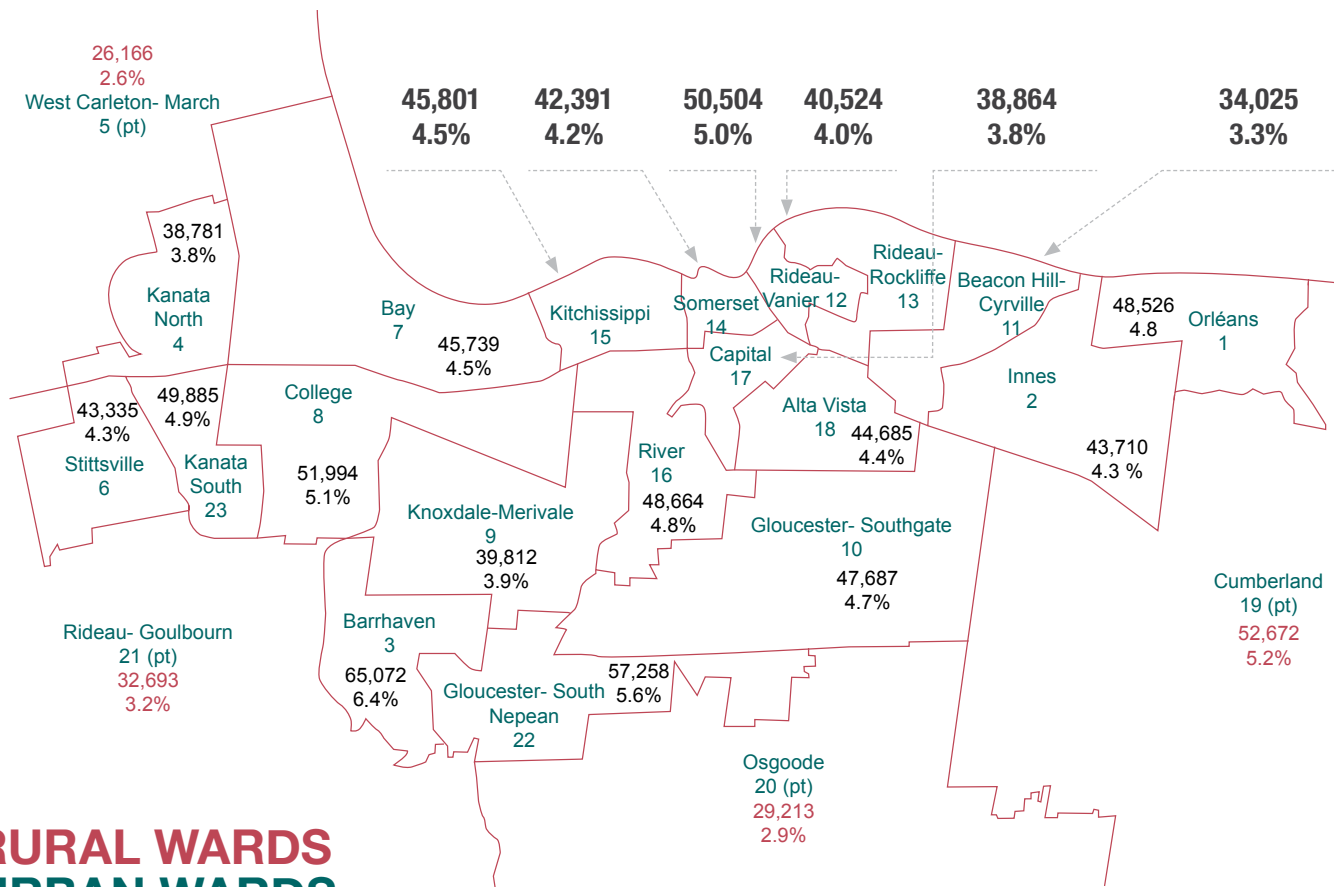 26,166
2.6%
West Carleton- March
5 (pt)
45,801
4.5%
42,391
4.2%
50,504
5.0%
40,524
4.0%
38,864
3.8%
34,025
3.3%
38,781
3.8%
Kanata
North
4
Bay
7
45,739
4.5%
Kitchissippi
15
Somerset
14
Rideau-
Vanier 12
Rideau-
Rockliffe
13
Beacon Hill-
Cyrville
11
48,526
4.8
Orléans
1
Capital
17
Innes
2
43,710
4.3 %
43,335
4.3%
Stittsville
6
49,885
4.9%
Kanata
South
23
College
8
51,994
5.1%
Alta Vista
18
44,685
4.4%
River
16
48,664
4.8%
Knoxdale-Merivale
9
39,812
3.9%
Gloucester- Southgate
10
47,687
4.7%
Cumberland
19 (pt)
52,672
5.2%
Rideau- Goulbourn
21 (pt)
32,693
3.2%
Barrhaven
3
65,072
6.4%
Gloucester- South
Nepean
22
57,258
5.6%
Osgoode
20 (pt)
29,213
2.9%
RURAL WARDS
URBAN WARDS